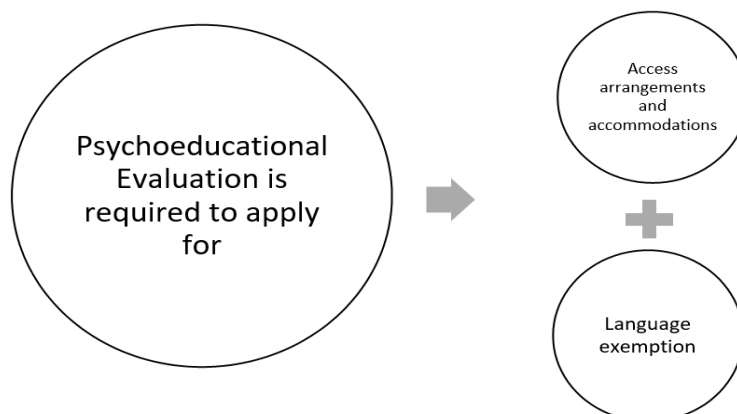 Psychoeducational
Evaluation is
required to apply
for
Access
arrangements
and
accommodations
Language
exemption